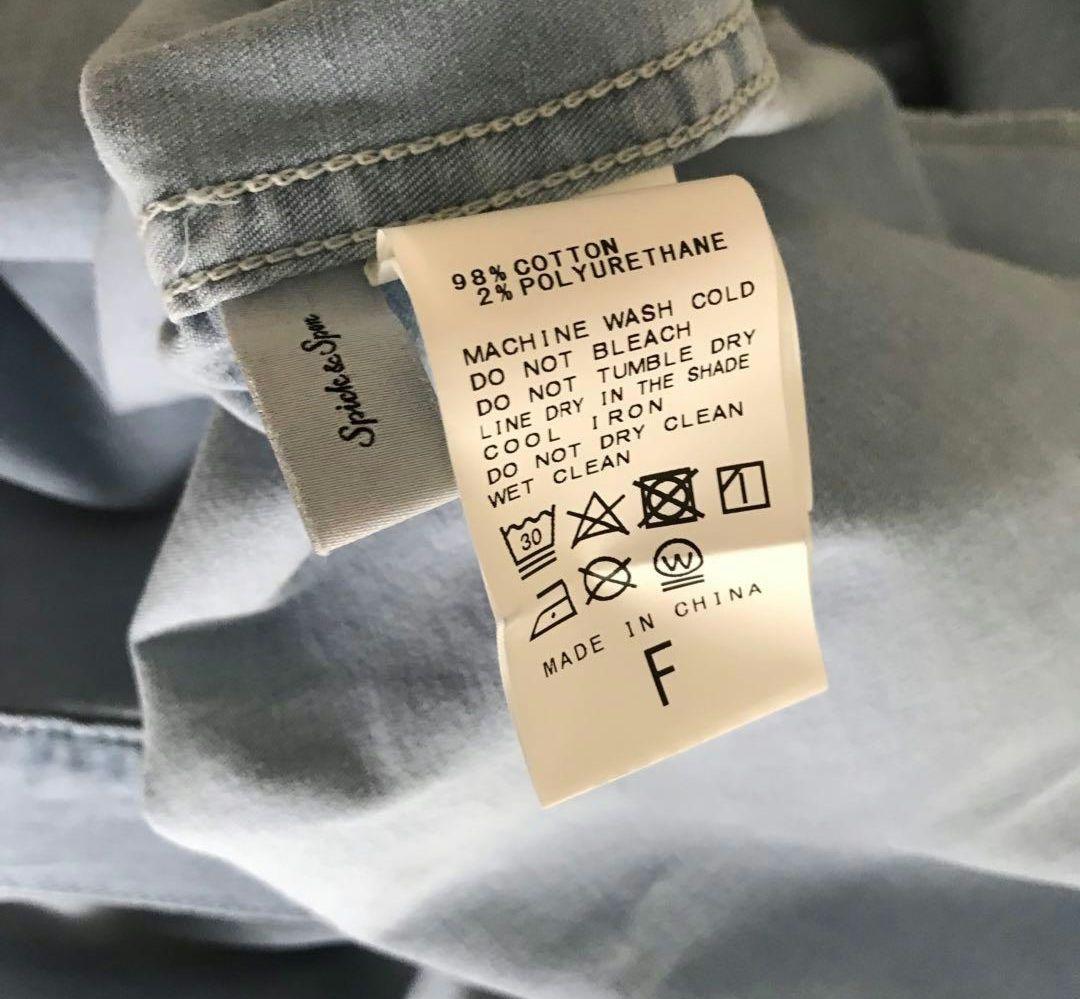 Spick & Span
98% COTTON
2% POLYURETHANE
MACHINE WASH COLD
DO NOT BLEACH
DO NOT TUMBLE DRY
LINE DRY IN THE SHADE
COOL IRON
DO NOT DRY CLEAN
WET CLEAN
30
W
MADE IN CHINA
F